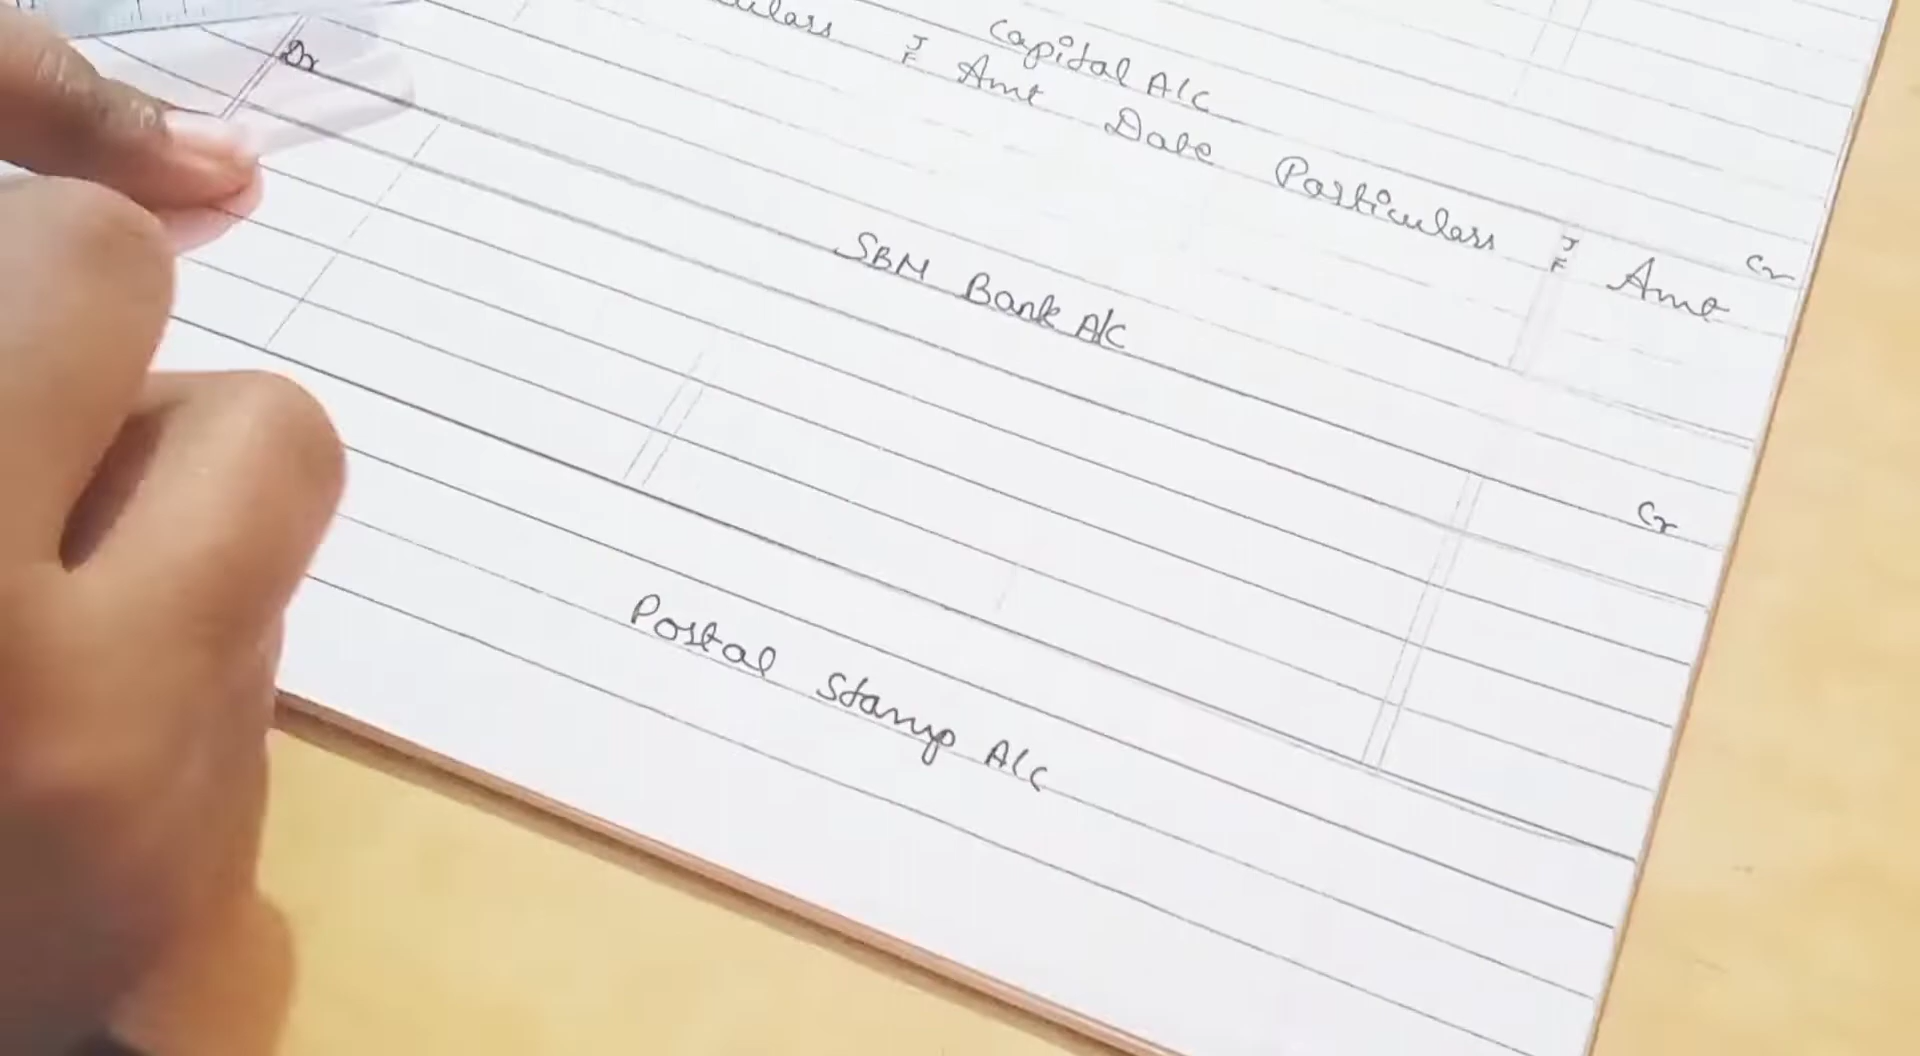 Capital A/C
J F Amt Date Particulars J F Amt Cr
Dr SBM Bank A/C Cr
Postal Stamp A/C